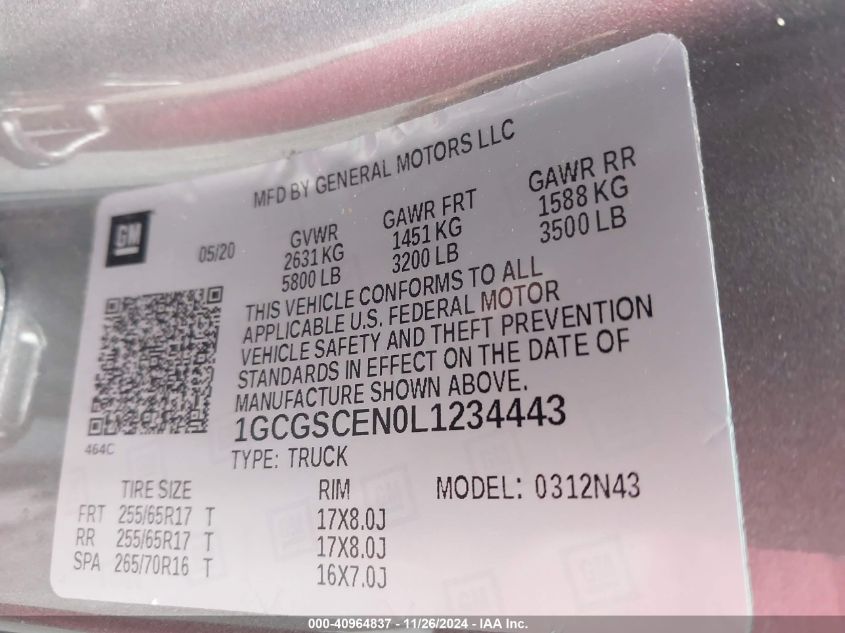 MFD BY GENERAL MOTORS LLC
GM
05/20
GVWR
2631 KG
5800 LB
GAWR FRT
1451 KG
3200 LB
GAWR RR
1588 KG
3500 LB
THIS VEHICLE CONFORMS TO ALL
APPLICABLE U.S. FEDERAL MOTOR
VEHICLE SAFETY AND THEFT PREVENTION
STANDARDS IN EFFECT ON THE DATE OF
MANUFACTURE SHOWN ABOVE.
464C
1GCGSCEN0L1234443
TYPE: TRUCK
TIRE SIZE RIM MODEL: 0312N43
FRT 255/65R17 T 17X8.0J
RR 255/65R17 T 17X8.0J
SPA 265/70R16 T 16X7.0J
000-40964837 - 11/26/2024 - IAA Inc.